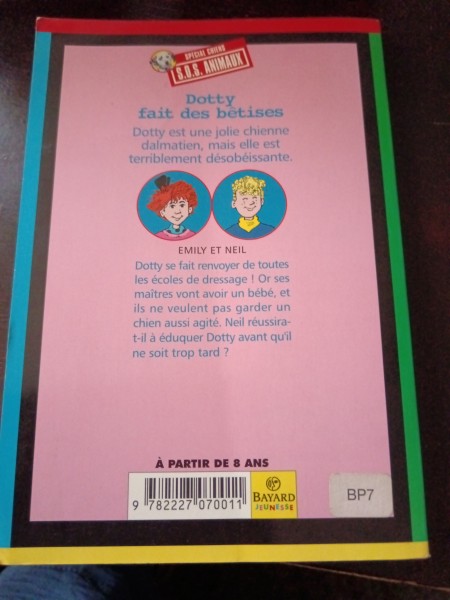 SPECIAL CHIENS
S.O.S. ANIMAUX
Dotty
fait des bêtises
Dotty est une jolie chienne
dalmatien, mais elle est
terriblement désobéissante.
EMILY ET NEIL
Dotty se fait renvoyer de toutes
les écoles de dressage ! Or ses
maîtres vont avoir un bébé, et
ils ne veulent pas garder un
chien aussi agité. Neil réussira-
t-il à éduquer Dotty avant qu'il
ne soit trop tard ?
À PARTIR DE 8 ANS
9 782227 070011
BAYARD
JEUNESSE
BP7